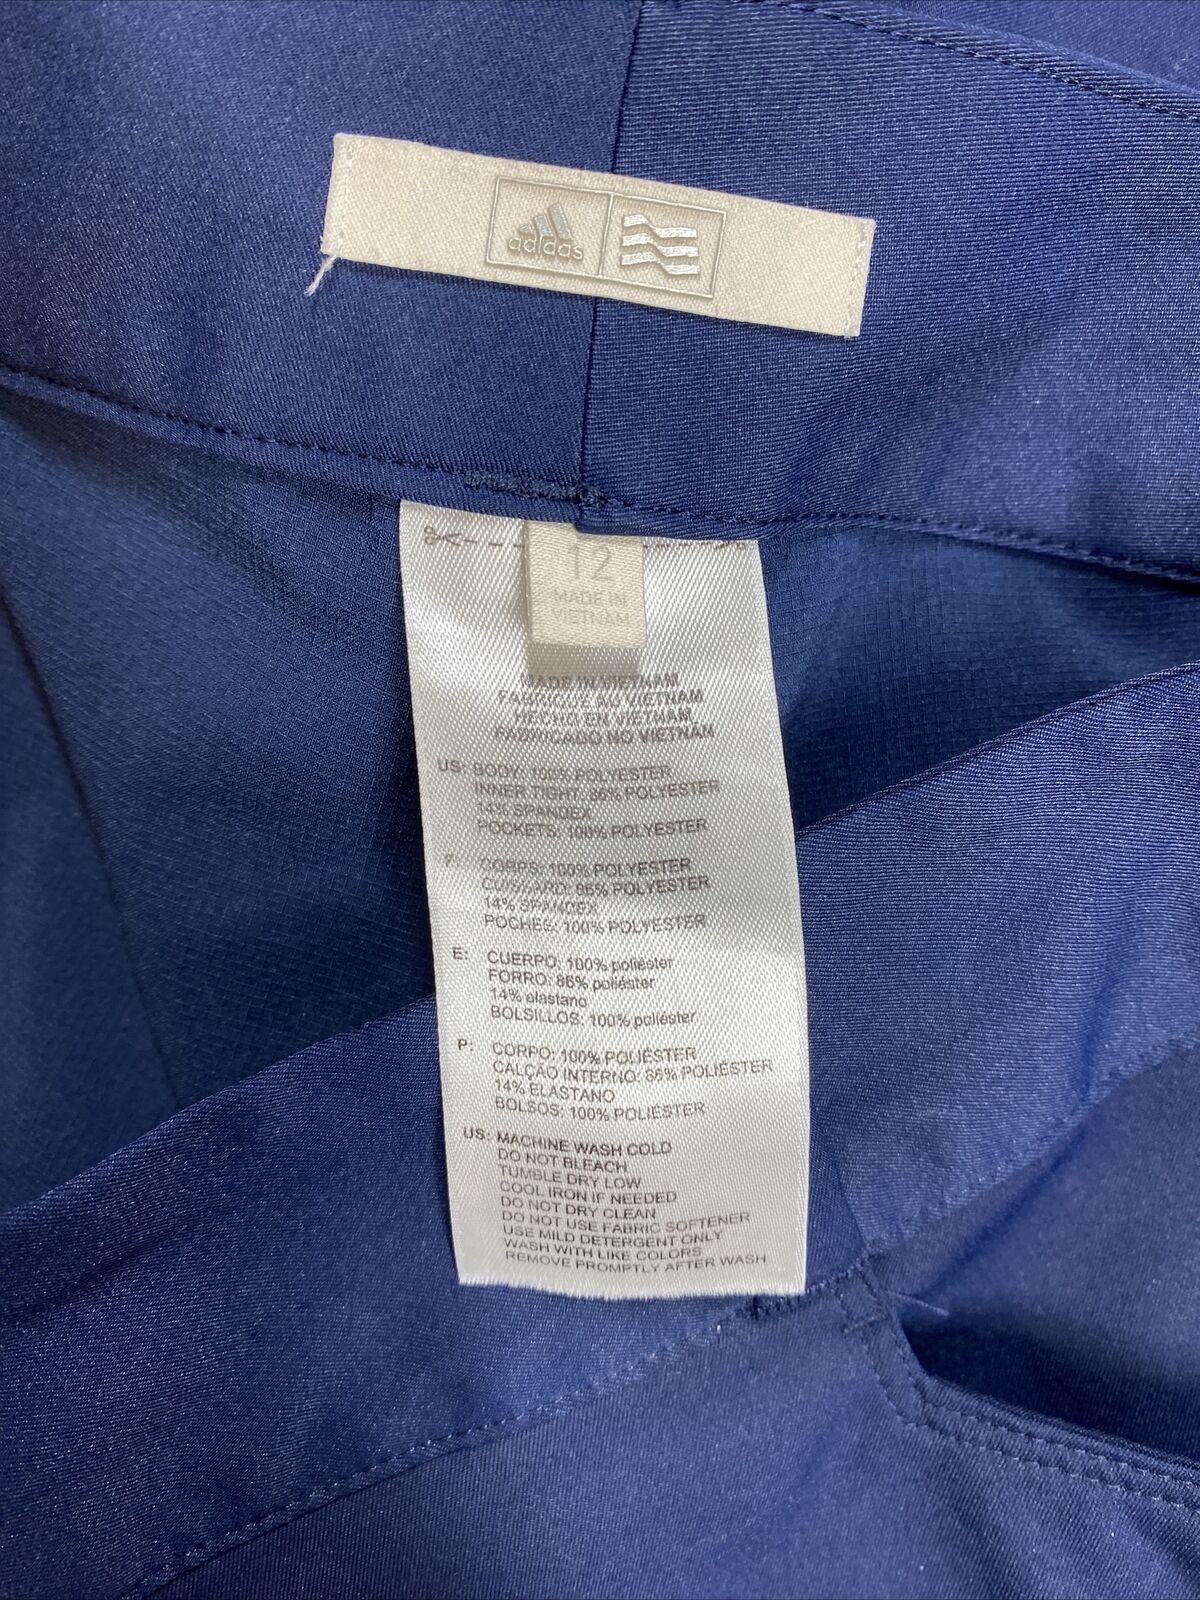 adidas
12
MADE IN
VIETNAM
MADE IN VIETNAM
FABRIQUE AU VIETNAM
HECHO EN VIETNAM
FABRICADO NO VIETNAN
US: BODY: 100% POLYESTER
INNER TIGHT: 86% POLYESTER
14% SPANDEX
POCKETS: 100% POLYESTER
F: CORPS: 100% POLYESTER
CUISSARD: 86% POLYESTER
14% SPANDEX
POCHES: 100% POLYESTER
E: CUERPO: 100% poliéster
FORRO: 86% poliéster
14% elastano
BOLSILLOS: 100% poliéster
P: CORPO: 100% POLIÉSTER
CALÇÃO INTERNO: 86% POLIÉSTER
14% ELASTANO
BOLSOS: 100% POLIÉSTER
US: MACHINE WASH COLD
DO NOT BLEACH
TUMBLE DRY LOW
COOL IRON IF NEEDED
DO NOT DRY CLEAN
DO NOT USE FABRIC SOFTENER
USE MILD DETERGENT ONLY
WASH WITH LIKE COLORS
REMOVE PROMPTLY AFTER WASH